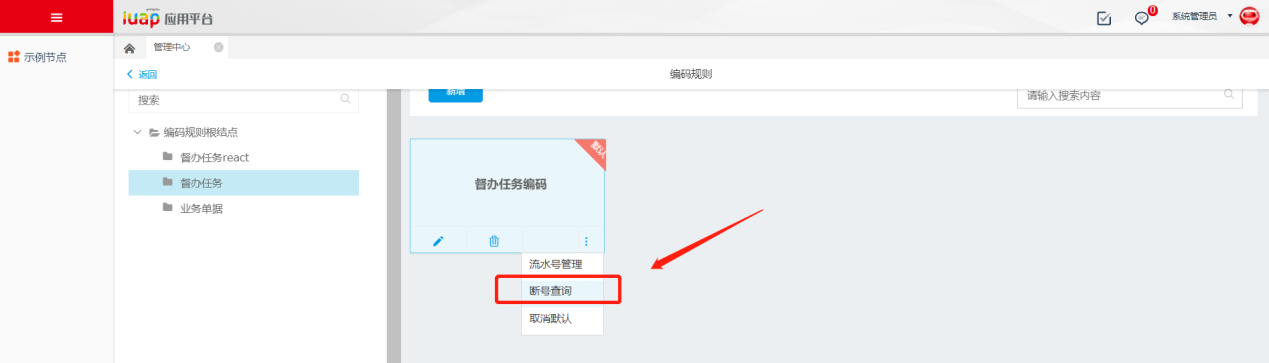 iuap 应用平台
0
系统管理员
示例节点
管理中心
返回
编码规则
搜索
新增
请输入搜索内容
编码规则根结点
督办任务react
督办任务
业务单据
默认
督办任务编码
流水号管理
断号查询
取消默认